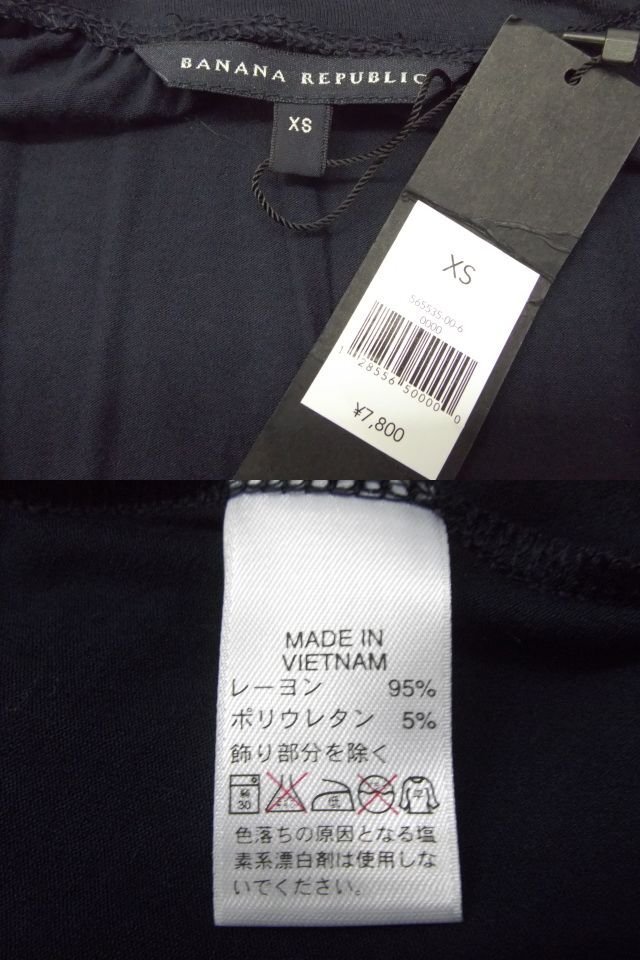 BANANA REPUBLIC
XS
XS
565535-00-6
0000
1 28556 50000 0
¥7,800
MADE IN
VIETNAM
レーヨン 95%
ポリウレタン 5%
飾り部分を除く
30 低
色落ちの原因となる塩
素系漂白剤は使用しな
いでください。